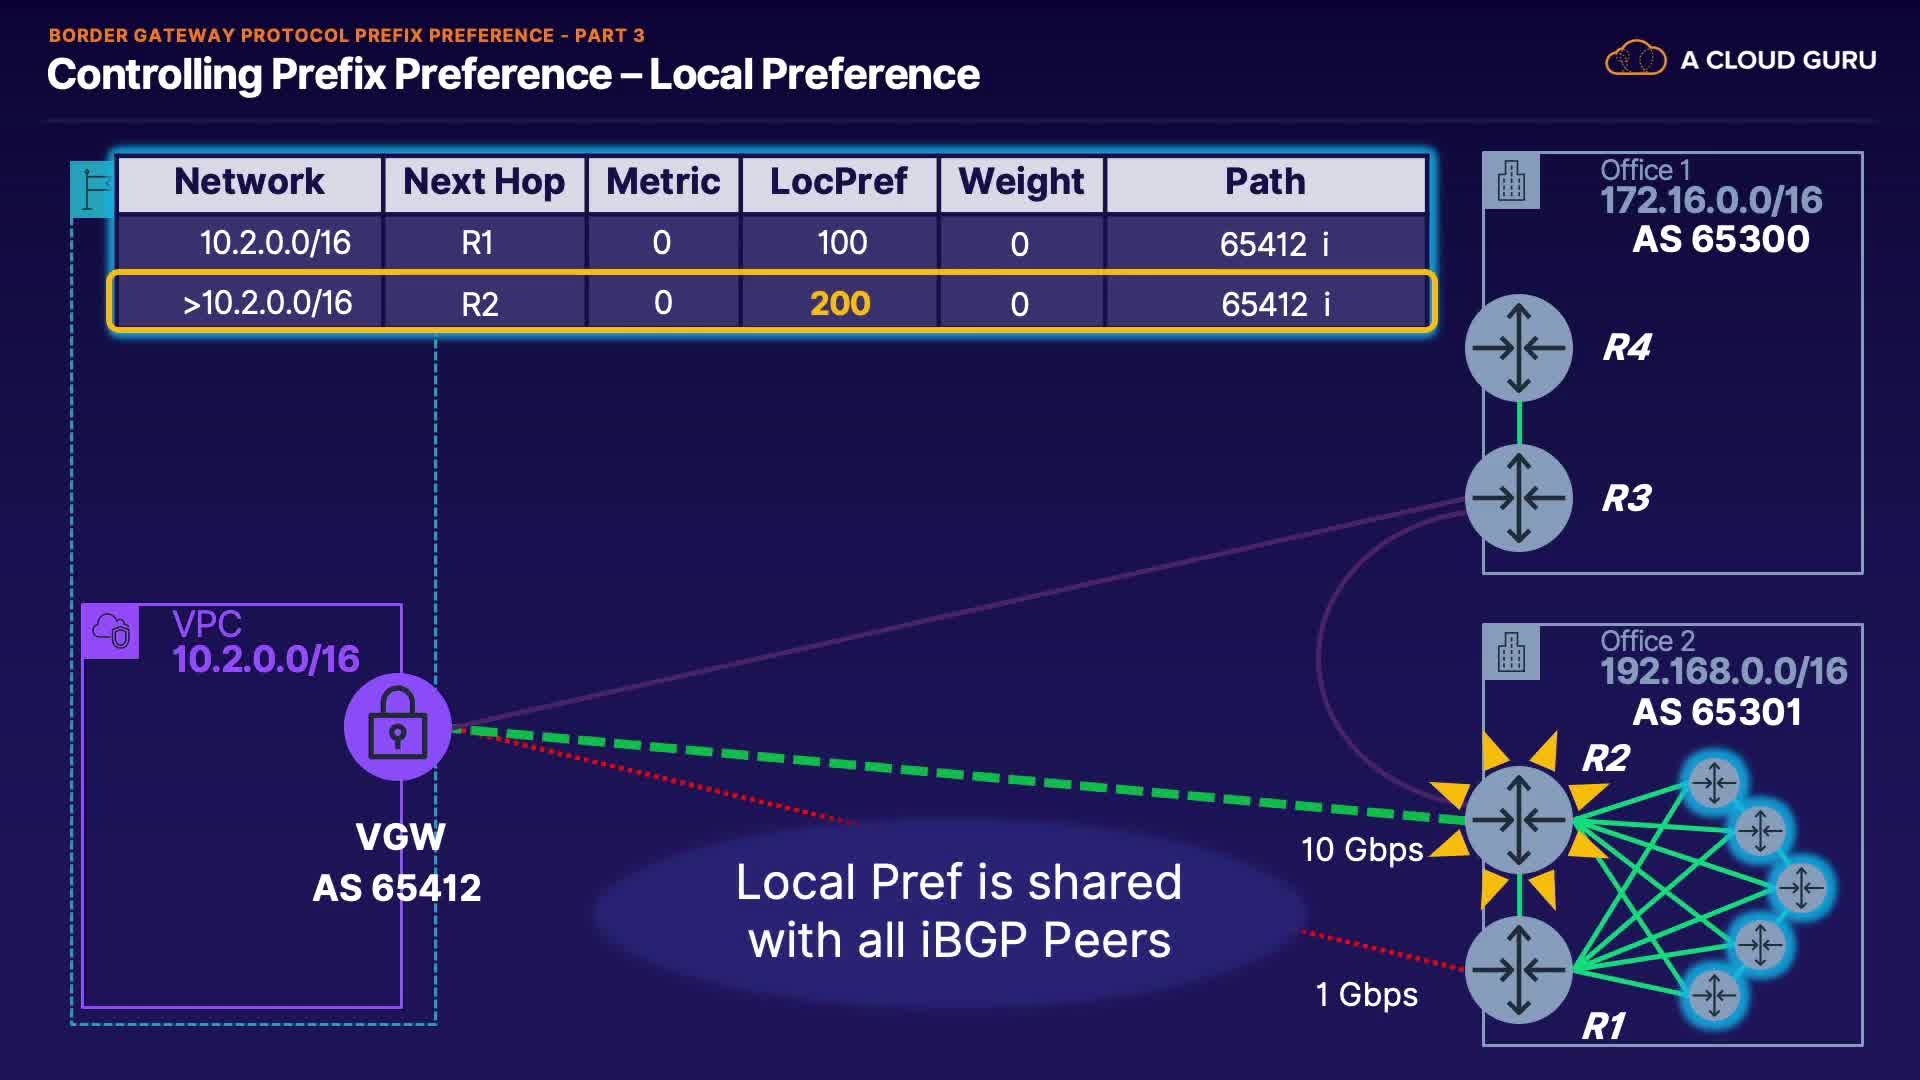 BORDER GATEWAY PROTOCOL PREFIX PREFERENCE - PART 3
Controlling Prefix Preference – Local Preference
A CLOUD GURU
Network Next Hop Metric LocPref Weight Path
10.2.0.0/16 R1 0 100 0 65412 i
>10.2.0.0/16 R2 0 200 0 65412 i
Office 1
172.16.0.0/16
AS 65300
R4
R3
VPC
10.2.0.0/16
VGW
AS 65412
Office 2
192.168.0.0/16
AS 65301
R2
10 Gbps
Local Pref is shared
with all iBGP Peers
1 Gbps
R1